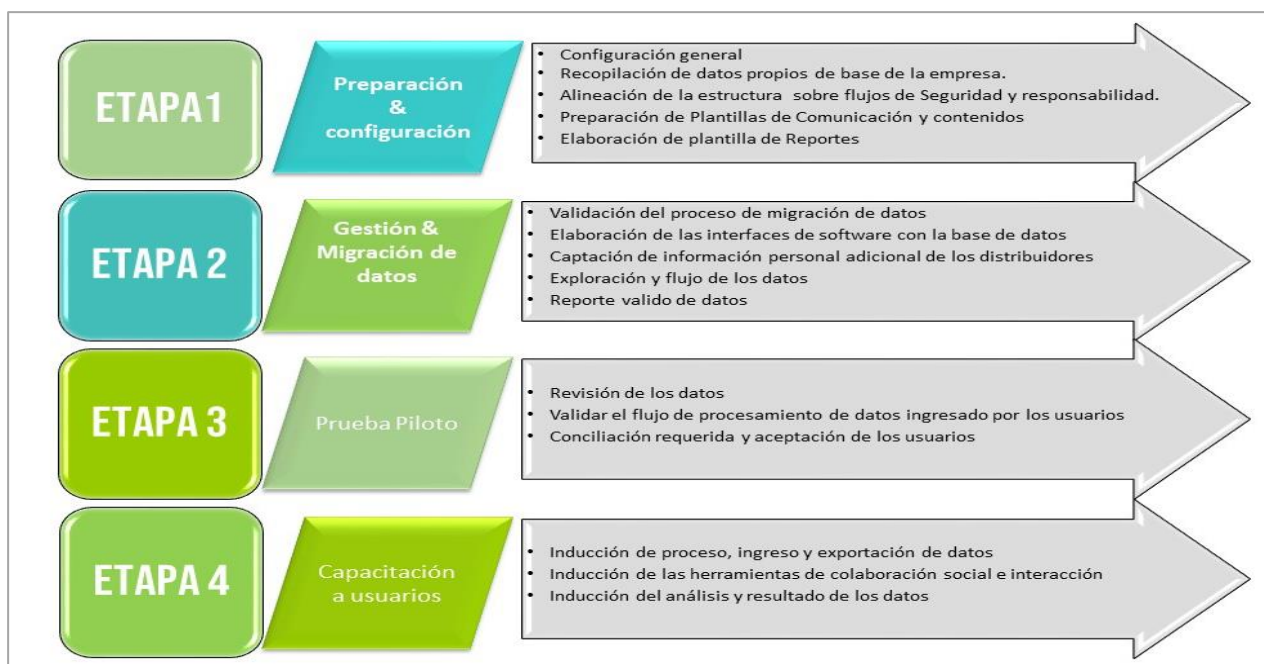 ETAPA1
Preparación
&
configuración
• Configuración general
• Recopilación de datos propios de base de la empresa.
• Alineación de la estructura sobre flujos de Seguridad y responsabilidad.
• Preparación de Plantillas de Comunicación y contenidos
• Elaboración de plantilla de Reportes
ETAPA 2
Gestión &
Migración de
datos
• Validación del proceso de migración de datos
• Elaboración de las interfaces de software con la base de datos
• Captación de información personal adicional de los distribuidores
• Exploración y flujo de los datos
• Reporte valido de datos
ETAPA 3
Prueba Piloto
• Revisión de los datos
• Validar el flujo de procesamiento de datos ingresado por los usuarios
• Conciliación requerida y aceptación de los usuarios
ETAPA 4
Capacitación
a usuarios
• Inducción de proceso, ingreso y exportación de datos
• Inducción de las herramientas de colaboración social e interacción
• Inducción del análisis y resultado de los datos